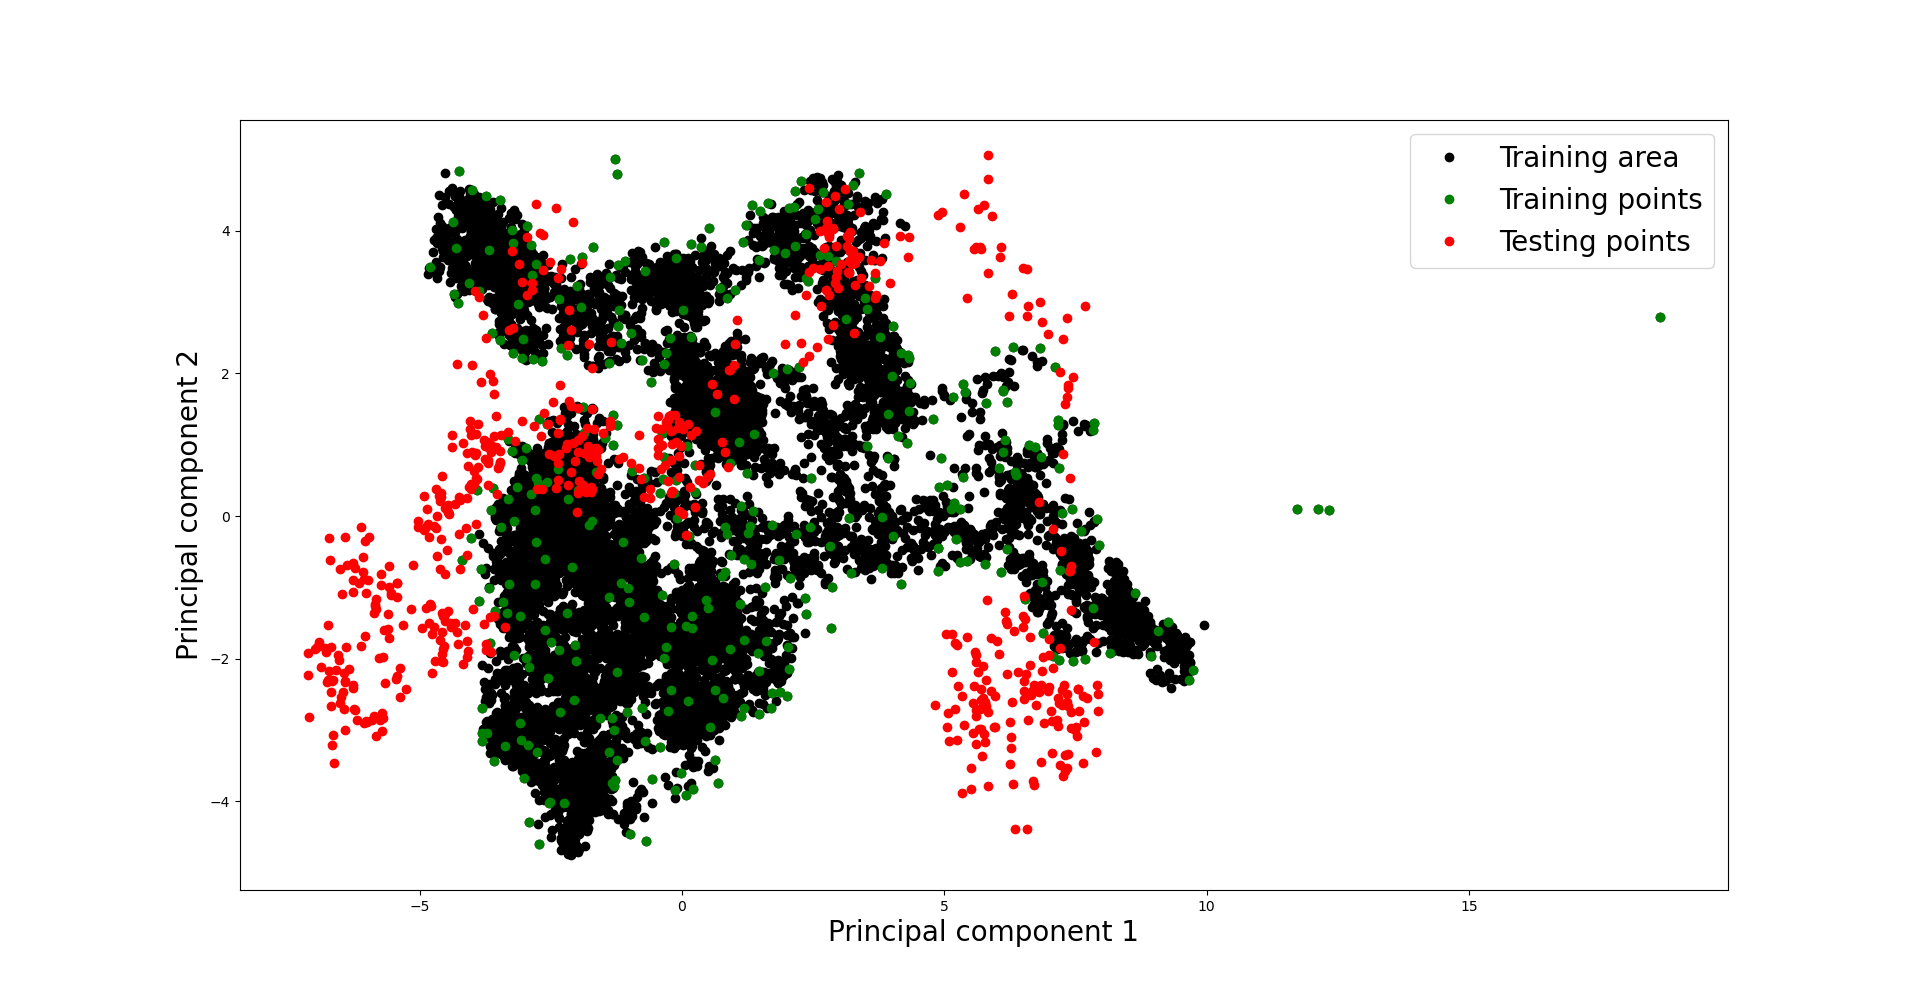 Training area
Training points
Testing points
4
2
0
−2
−4
Principal component 2
−5
0
5
10
15
Principal component 1